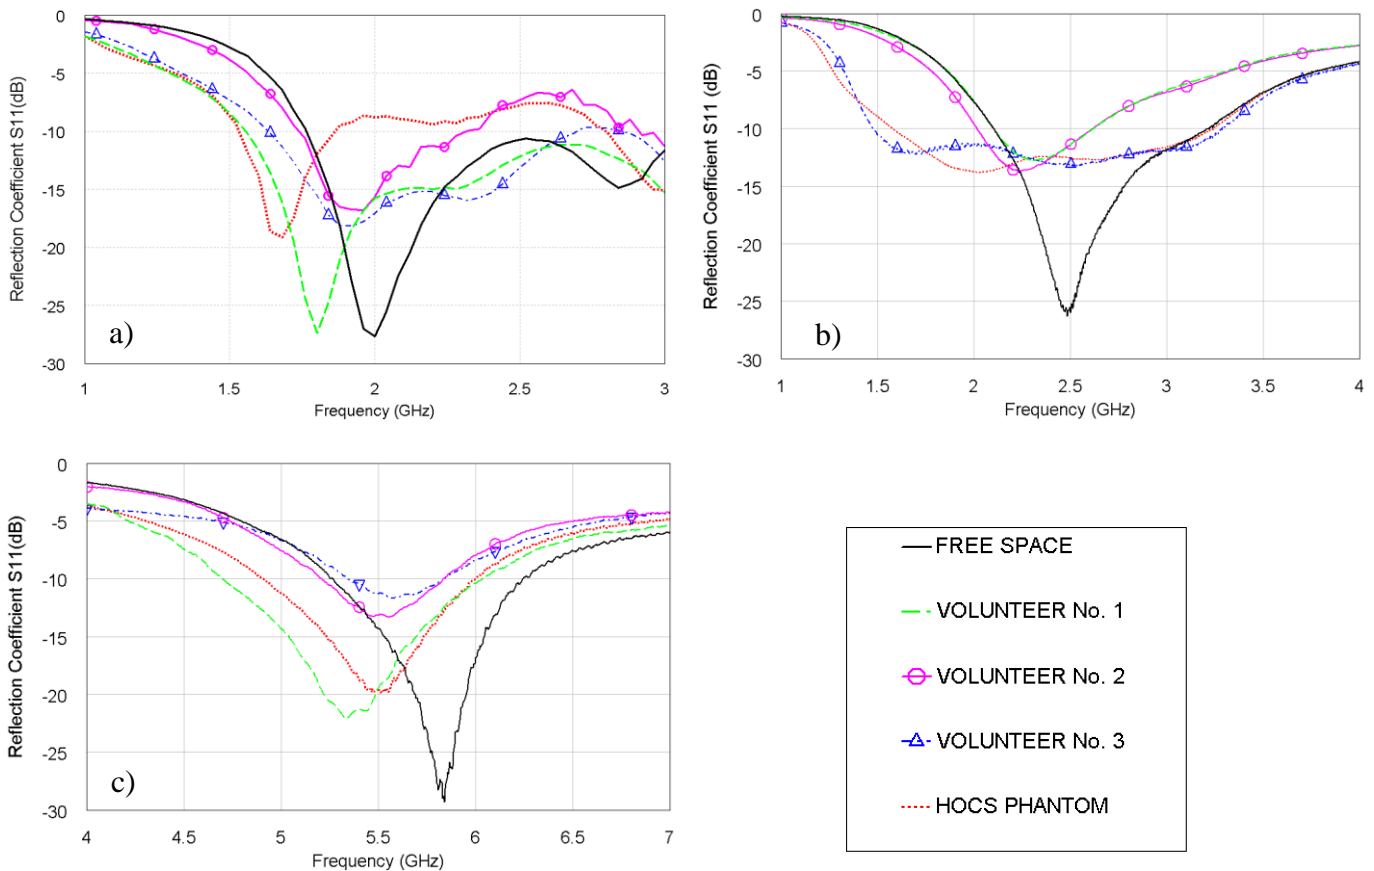 0
-5
-10
-15
-20
-25
-30
Reflection Coefficient S11(dB)
a)
1
1.5
2
2.5
3
Frequency (GHz)
0
-5
-10
-15
-20
-25
-30
Reflection Coefficient S11 (dB)
b)
1
1.5
2
2.5
3
3.5
4
Frequency (GHz)
0
-5
-10
-15
-20
-25
-30
Reflection Coefficient S11(dB)
c)
4
4.5
5
5.5
6
6.5
7
Frequency (GHz)
FREE SPACE
VOLUNTEER No. 1
VOLUNTEER No. 2
VOLUNTEER No. 3
HOCS PHANTOM